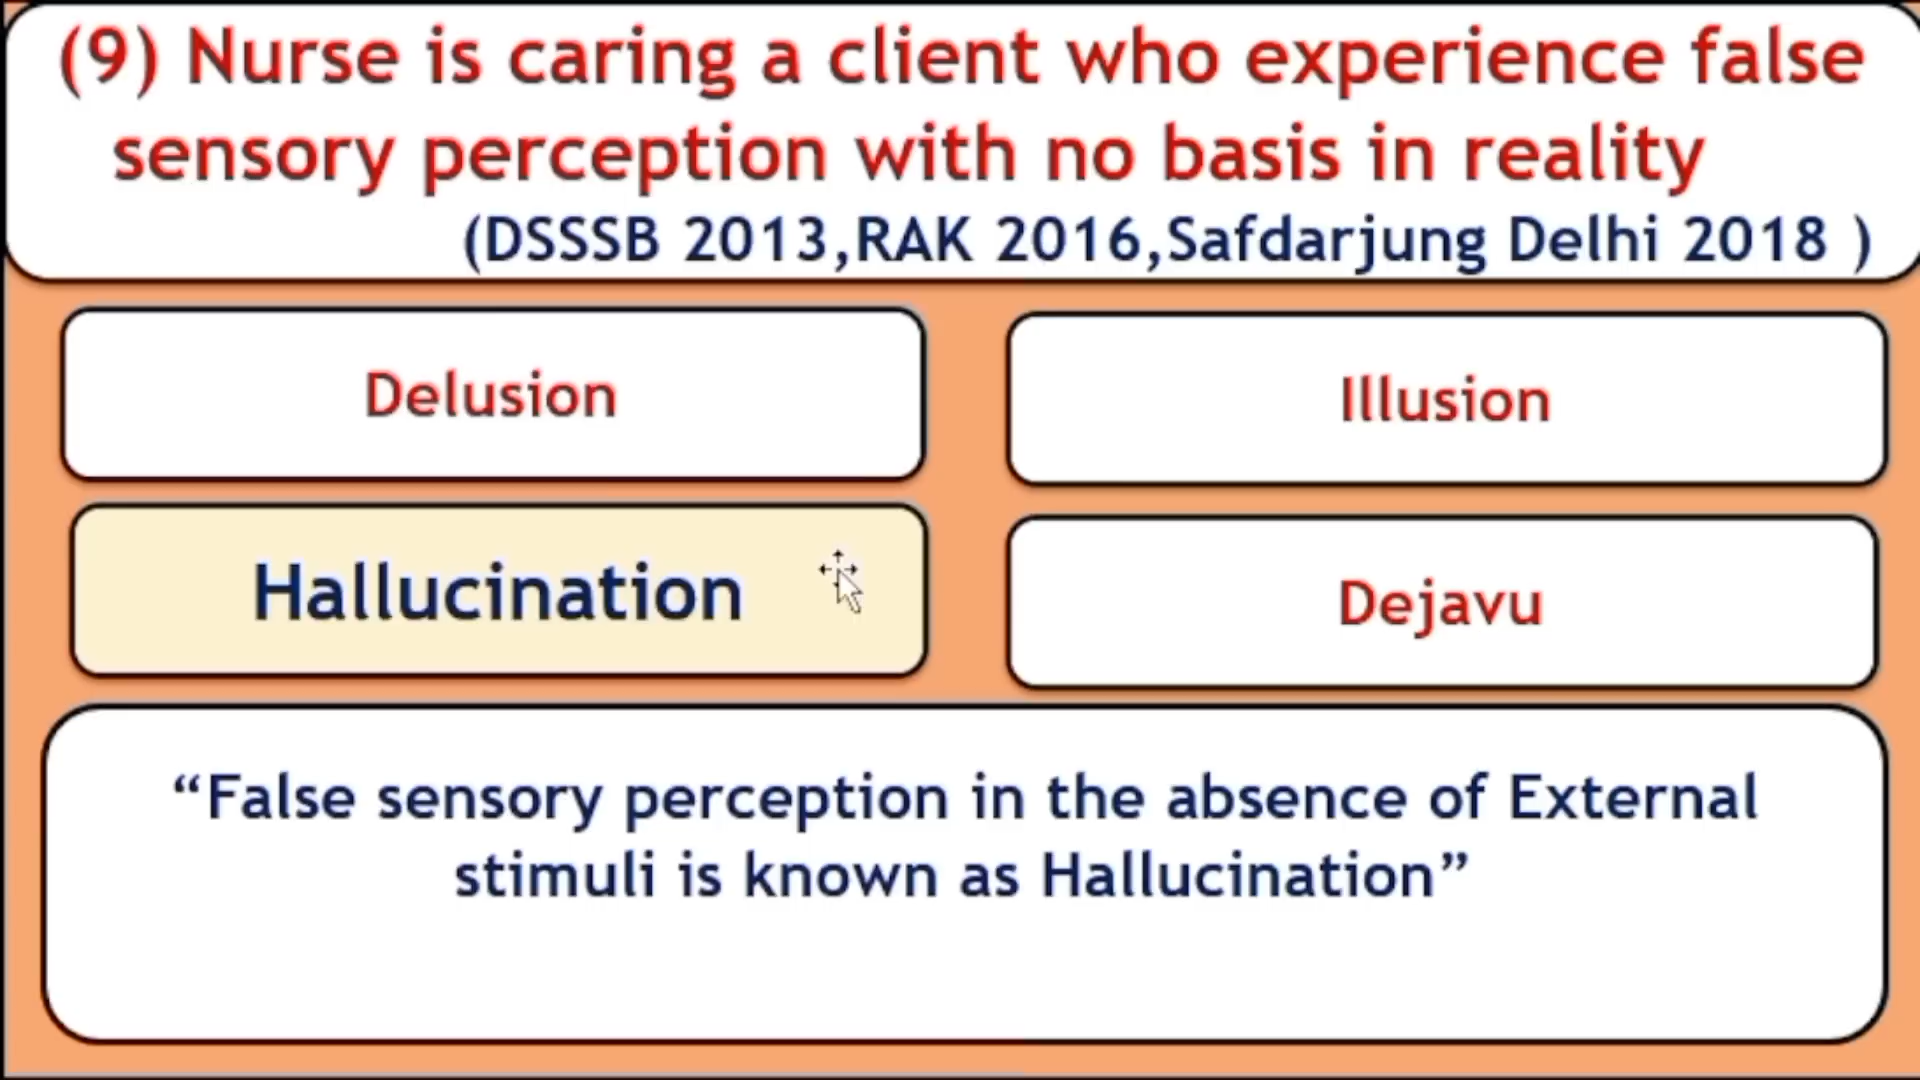 (9) Nurse is caring a client who experience false
sensory perception with no basis in reality
(DSSSB 2013,RAK 2016,Safdarjung Delhi 2018 )
Delusion
Illusion
Hallucination
Dejavu
“False sensory perception in the absence of External
stimuli is known as Hallucination”